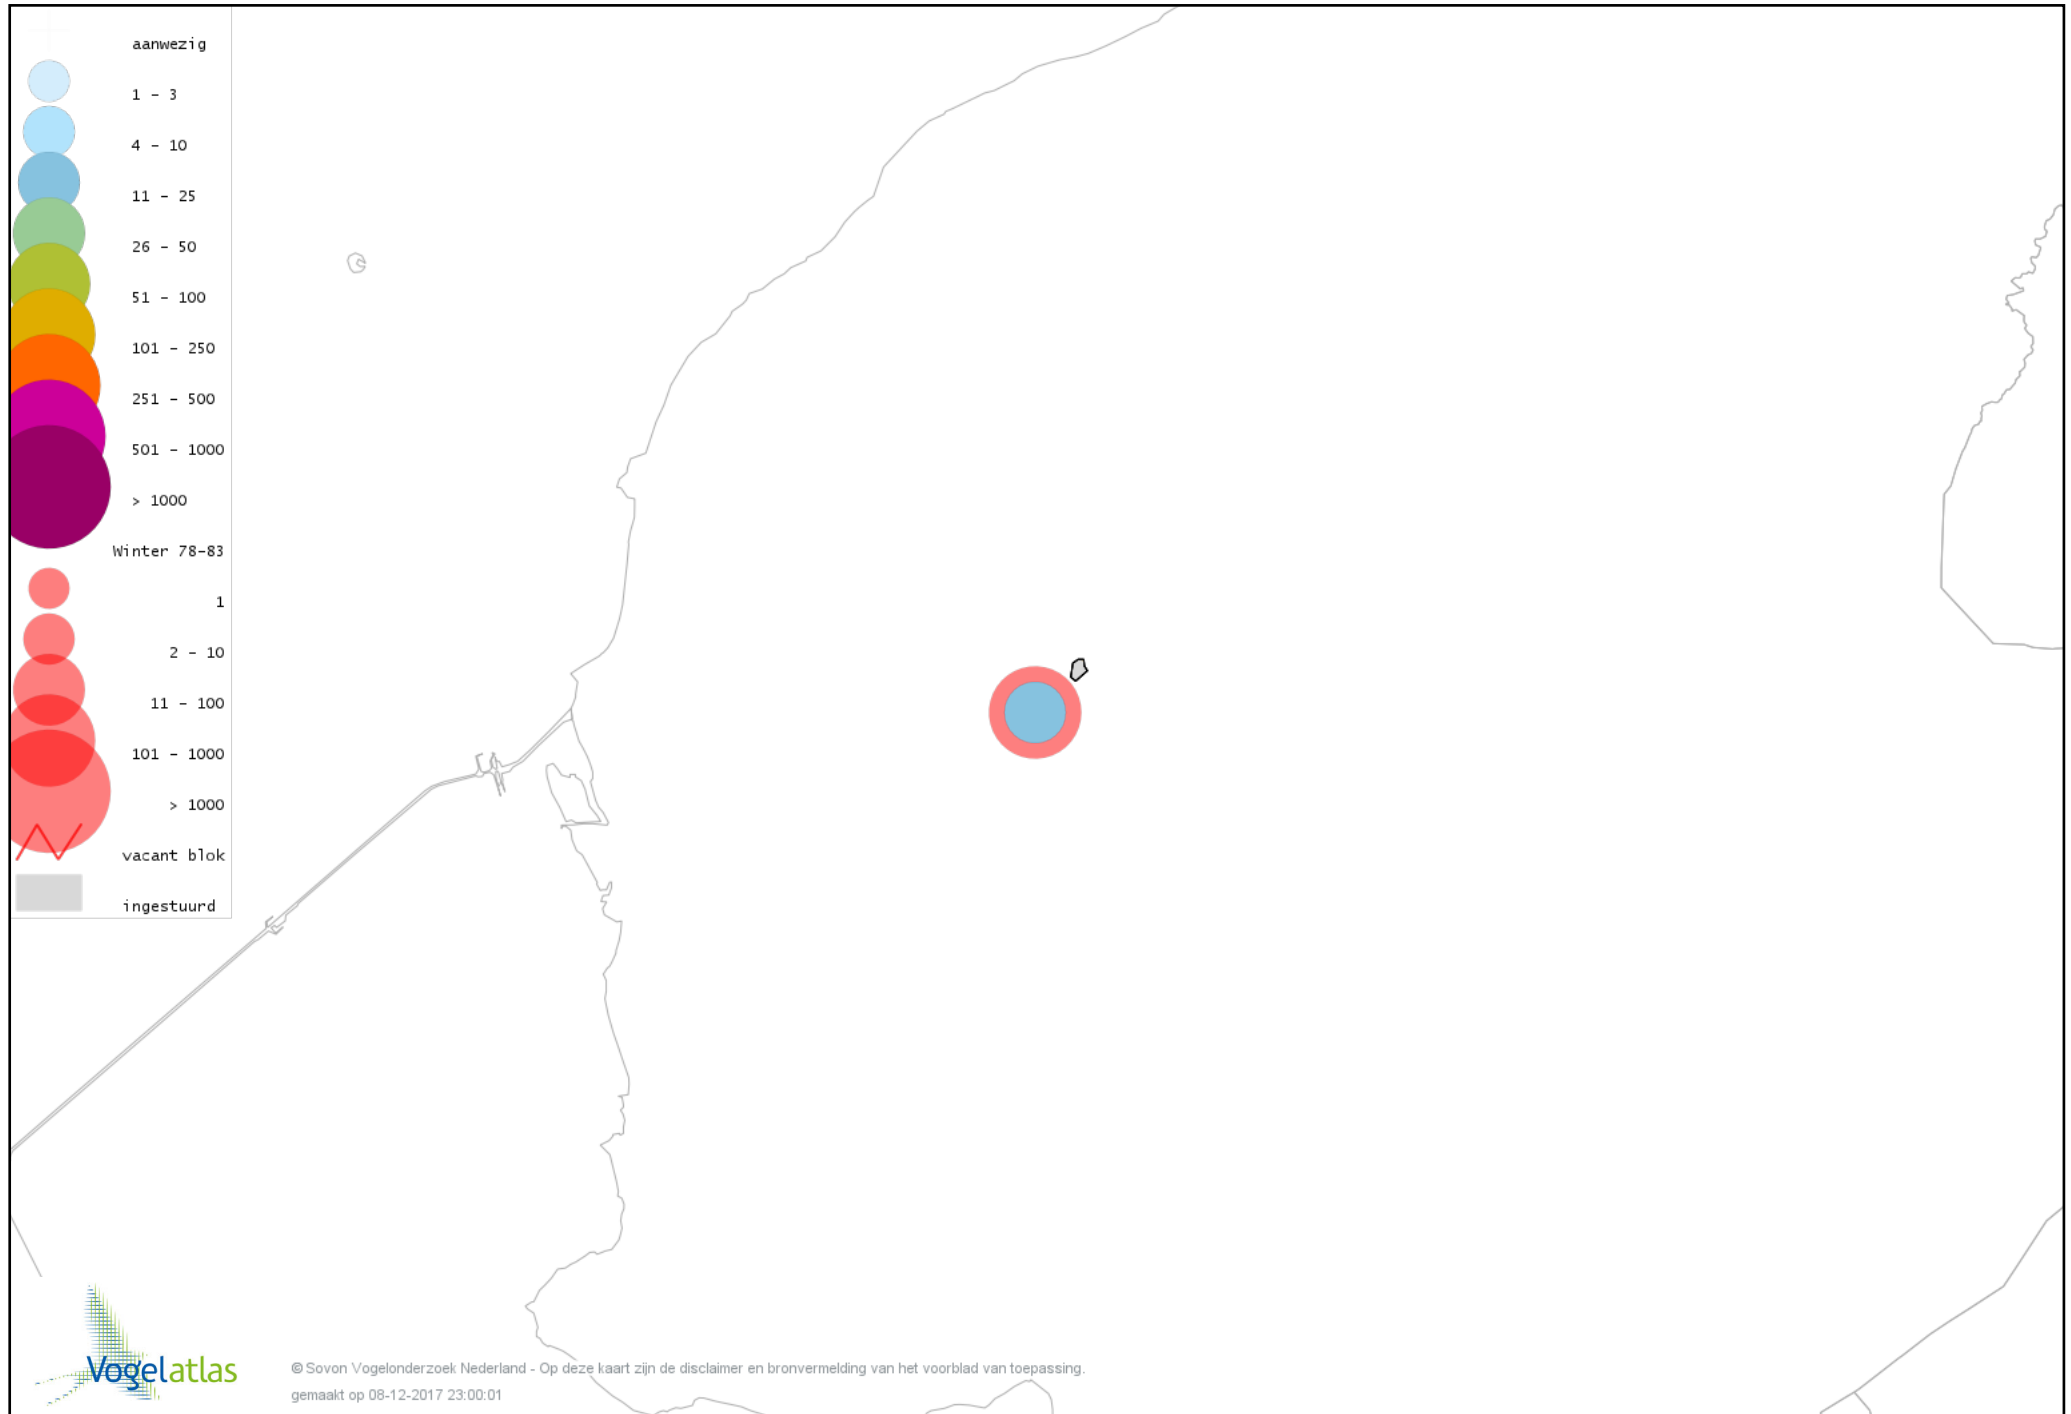 aanwezig
1 - 3
4 - 10
11 - 25
26 - 50
51 - 100
101 - 250
251 - 500
501 - 1000
> 1000
Winter 78-83
1
2 - 10
11 - 100
101 - 1000
> 1000
vacant blok
ingestuurd
Vogelatlas
© Sovon Vogelonderzoek Nederland - Op deze kaart zijn de disclaimer en bronvermelding van het voorblad van toepassing.
gemaakt op 08-12-2017 23:00:01